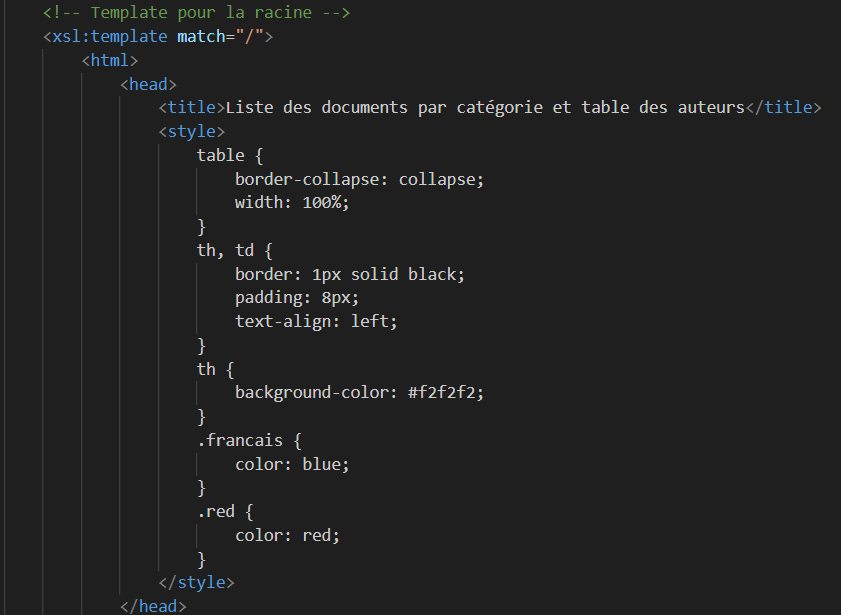 <!-- Template pour la racine -->
<xsl:template match="/">
<html>
<head>
<title>Liste des documents par catégorie et table des auteurs</title>
<style>
table {
border-collapse: collapse;
width: 100%;
}
th, td {
border: 1px solid black;
padding: 8px;
text-align: left;
}
th {
background-color: #f2f2f2;
}
.francais {
color: blue;
}
.red {
color: red;
}
</style>
</head>